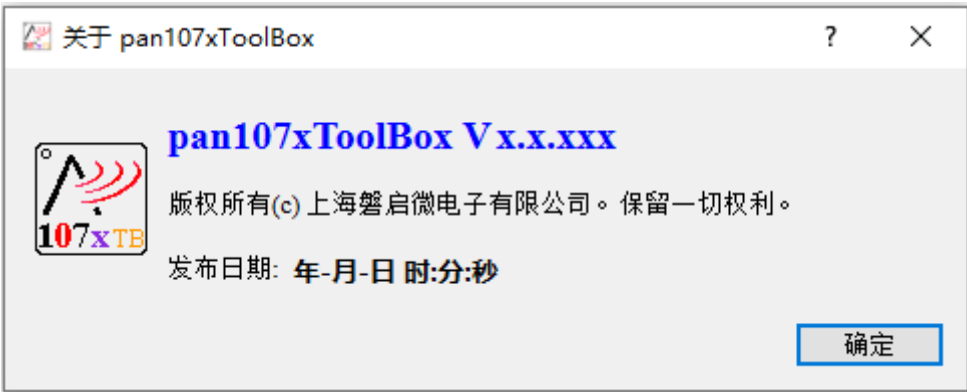 关于 pan107xToolBox
?
pan107xToolBox Vx.x.xxx
107xTB
版权所有(c) 上海磐启微电子有限公司。保留一切权利。
发布日期: 年-月-日 时:分:秒
确定